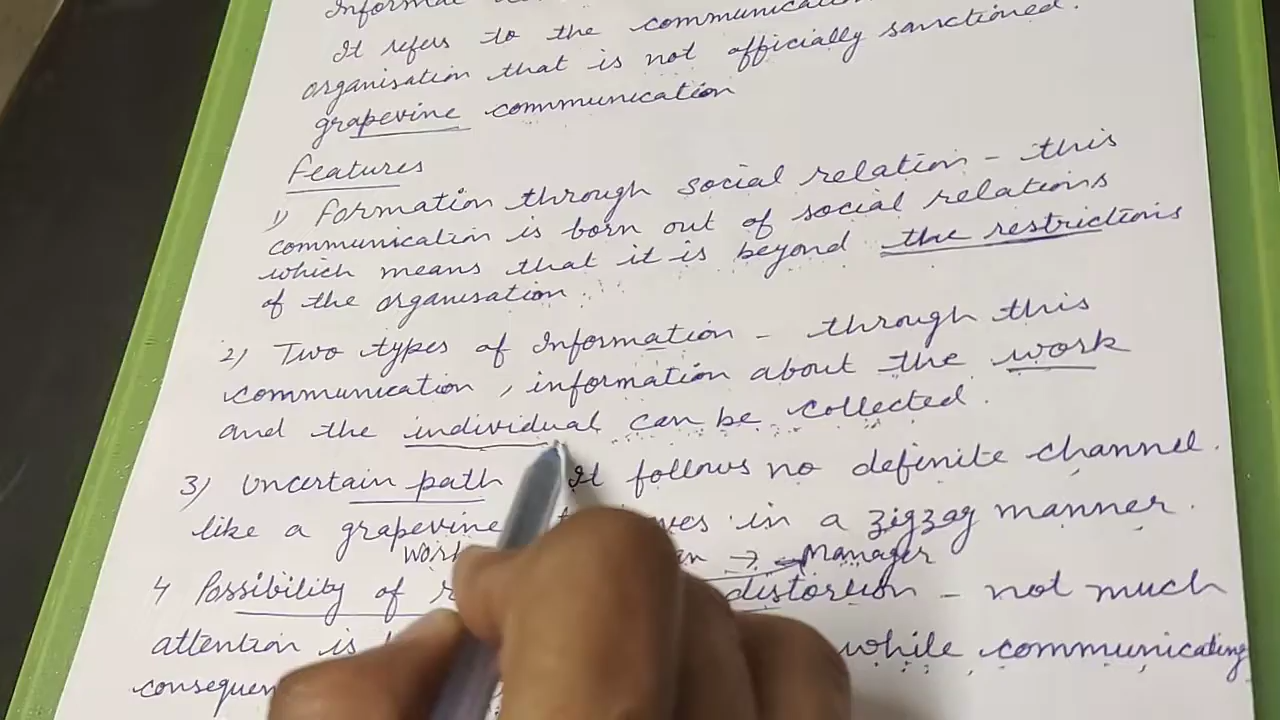 Informal
It refers to the communication
organisation that is not officially sanctioned.
grapevine communication
Features
1) Formation through social relation - this
communication is born out of social relations
which means that it is beyond the restrictions
of the organisation
2) Two types of Information - through this
communication, information about the work
and the individual can be collected.
3) Uncertain path It follows no definite channel.
like a grapevine in a zigzag manner.
→ Manager
4 Possibility of distortion - not much
attention is while communicating